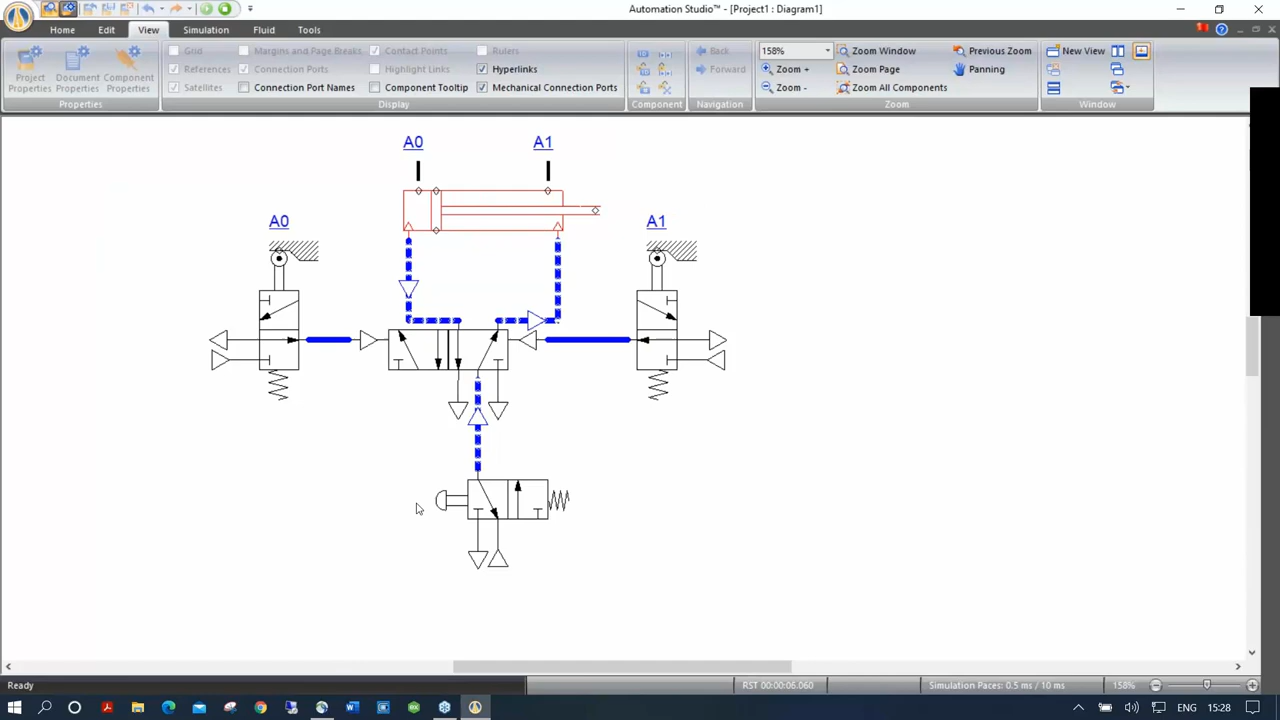 Automation Studio™ - [Project1 : Diagram1]
Home Edit View Simulation Fluid Tools
Grid Margins and Page Breaks Contact Points Rulers
References Connection Ports Highlight Links Hyperlinks
Satellites Connection Port Names Component Tooltip Mechanical Connection Ports
Project Properties
Document Properties
Component Properties
Back
Forward
158% Zoom Window Previous Zoom
Zoom + Zoom Page Panning
Zoom - Zoom All Components
New View
Properties Display Component Navigation Zoom Window
A0 A1
A0 A1
Ready RST 00:00:06.060 Simulation Paces: 0.5 ms / 10 ms 158%
ENG 15:28